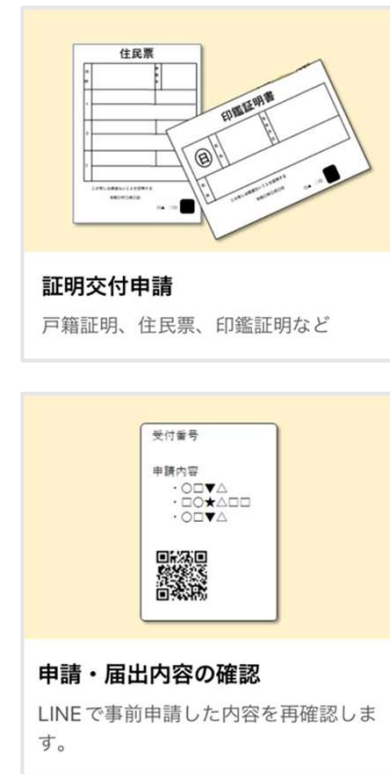 住民票
印鑑証明書
証明交付申請
戸籍証明、住民票、印鑑証明など
受付番号
申請内容
・○□▼△
・□○★△□□
・○□▼△
申請・届出内容の確認
LINEで事前申請した内容を再確認しま
す。